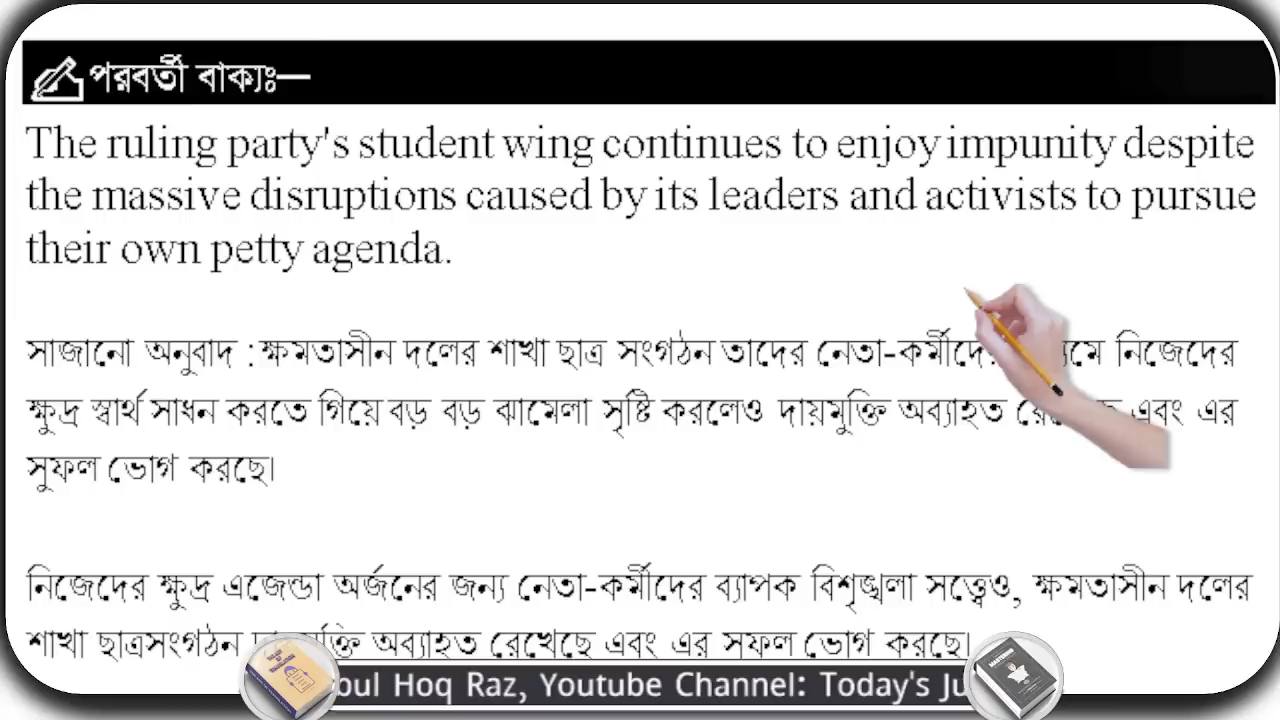 পরবর্তী বাক্যঃ—
The ruling party's student wing continues to enjoy impunity despite
the massive disruptions caused by its leaders and activists to pursue
their own petty agenda.
সাজানো অনুবাদ : ক্ষমতাসীন দলের শাখা ছাত্র সংগঠন তাদের নেতা-কর্মীদের নিজেদের
ক্ষুদ্র স্বার্থ সাধন করতে গিয়ে বড় বড় ঝামেলা সৃষ্টি করলেও দায়মুক্তি অব্যাহত এবং এর
সুফল ভোগ করছে।
নিজেদের ক্ষুদ্র এজেন্ডা অর্জনের জন্য নেতা-কর্মীদের ব্যাপক বিশৃঙ্খলা সত্ত্বেও, ক্ষমতাসীন দলের
শাখা ছাত্রসংগঠন অব্যাহত রেখেছে এবং এর সফল ভোগ করছে।
Hoq Raz, Youtube Channel: Today's